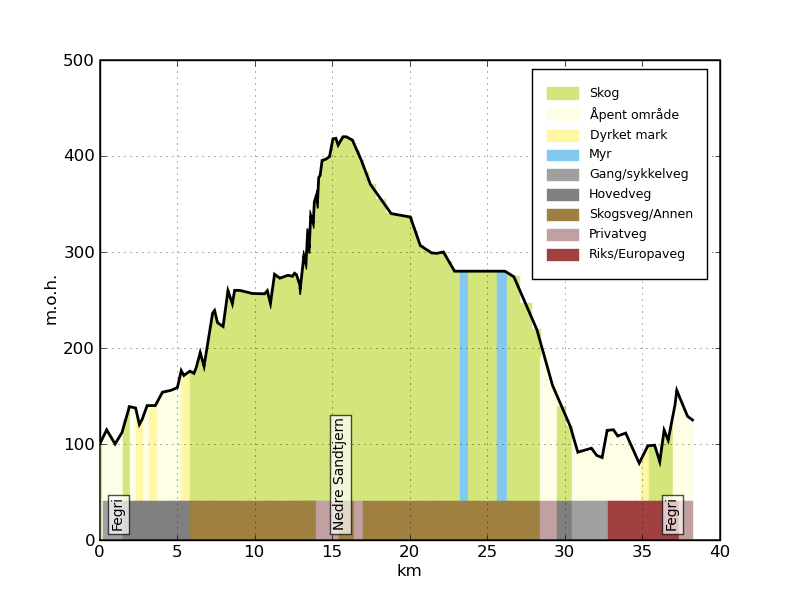 500
400
300
200
100
0
m.o.h.
Skog
Åpent område
Dyrket mark
Myr
Gang/sykkelveg
Hovedveg
Skogsveg/Annen
Privatveg
Riks/Europaveg
Fegri
Nedre Sandtjern
Fegri
0 5 10 15 20 25 30 35 40
km